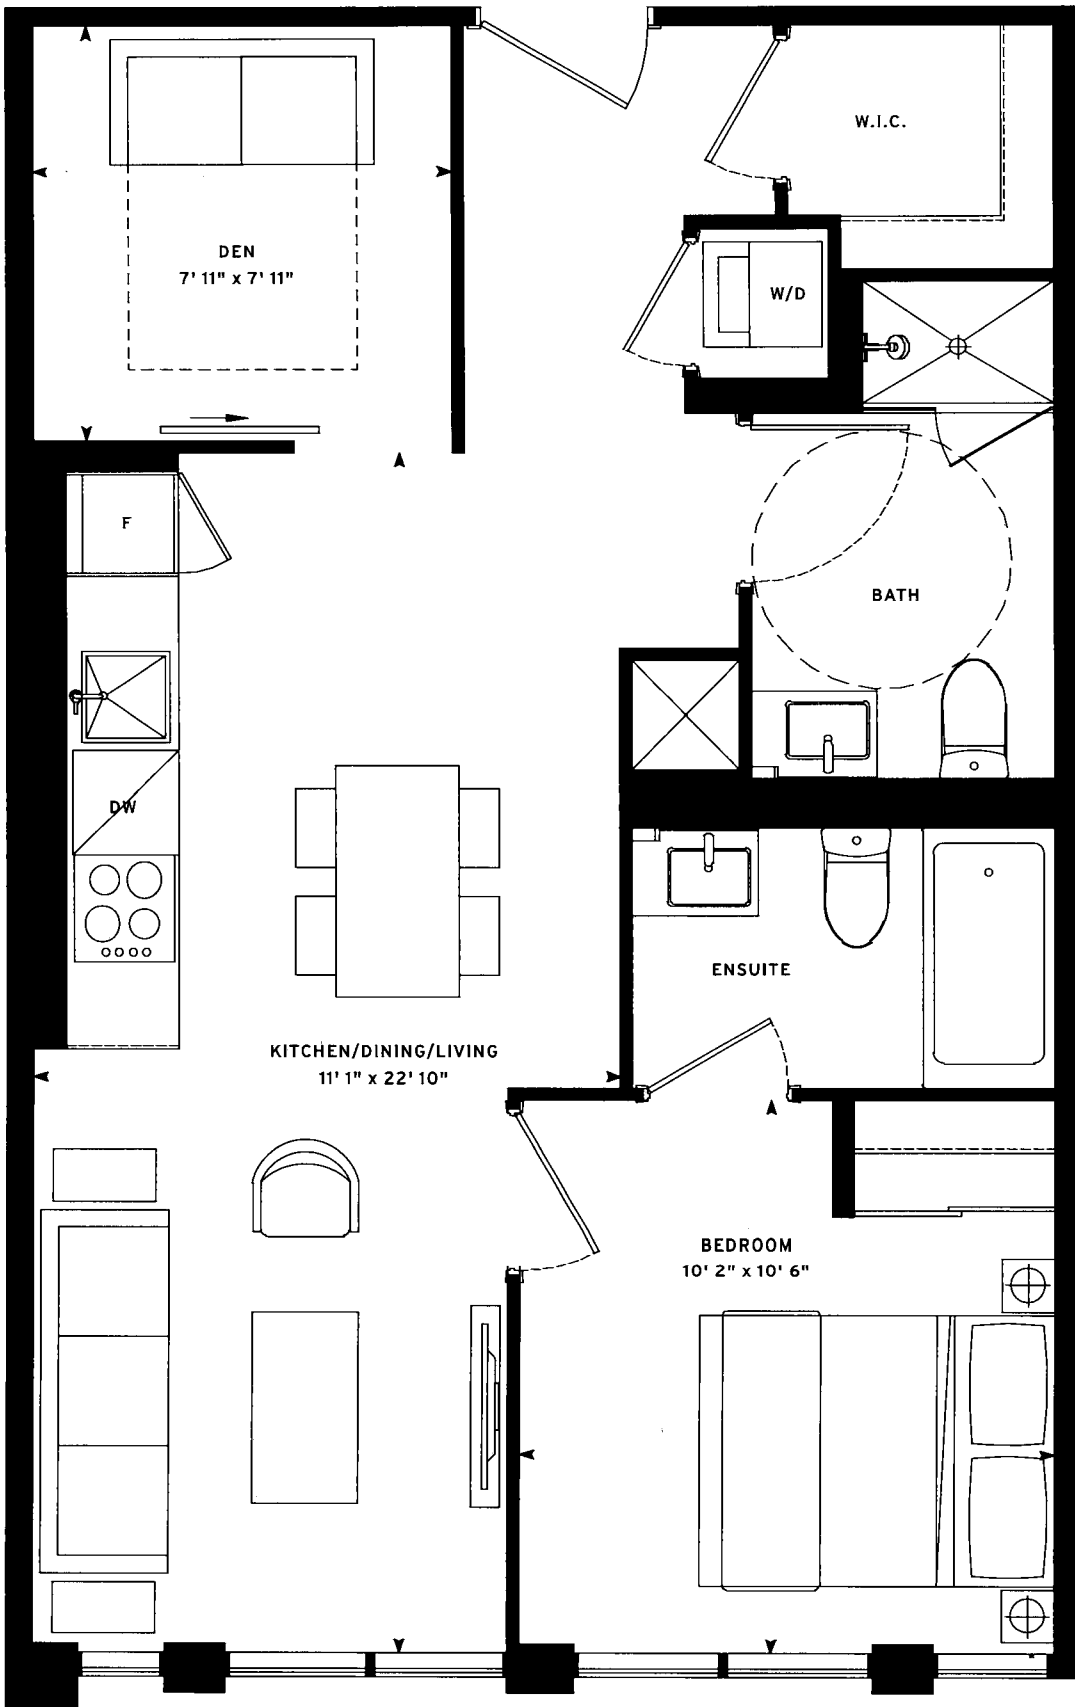 W.I.C.
DEN
7' 11" x 7' 11"
W/D
F
BATH
DW
ENSUITE
KITCHEN/DINING/LIVING
11' 1" x 22' 10"
BEDROOM
10' 2" x 10' 6"